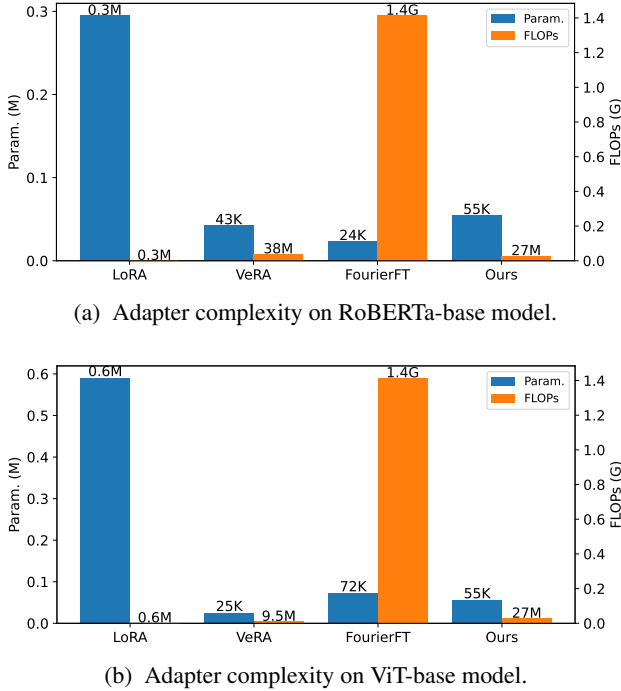 0.3
0.2
0.1
0.0
Param. (M)
0.3M
0.3M
43K
38M
24K
1.4G
55K
27M
LoRA
VeRA
FourierFT
Ours
Param.
FLOPs
1.4
1.2
1.0
0.8
0.6
0.4
0.2
0.0
FLOPs (G)
(a) Adapter complexity on RoBERTa-base model.
0.6
0.5
0.4
0.3
0.2
0.1
0.0
Param. (M)
0.6M
0.6M
25K
9.5M
72K
1.4G
55K
27M
LoRA
VeRA
FourierFT
Ours
Param.
FLOPs
1.4
1.2
1.0
0.8
0.6
0.4
0.2
0.0
FLOPs (G)
(b) Adapter complexity on ViT-base model.